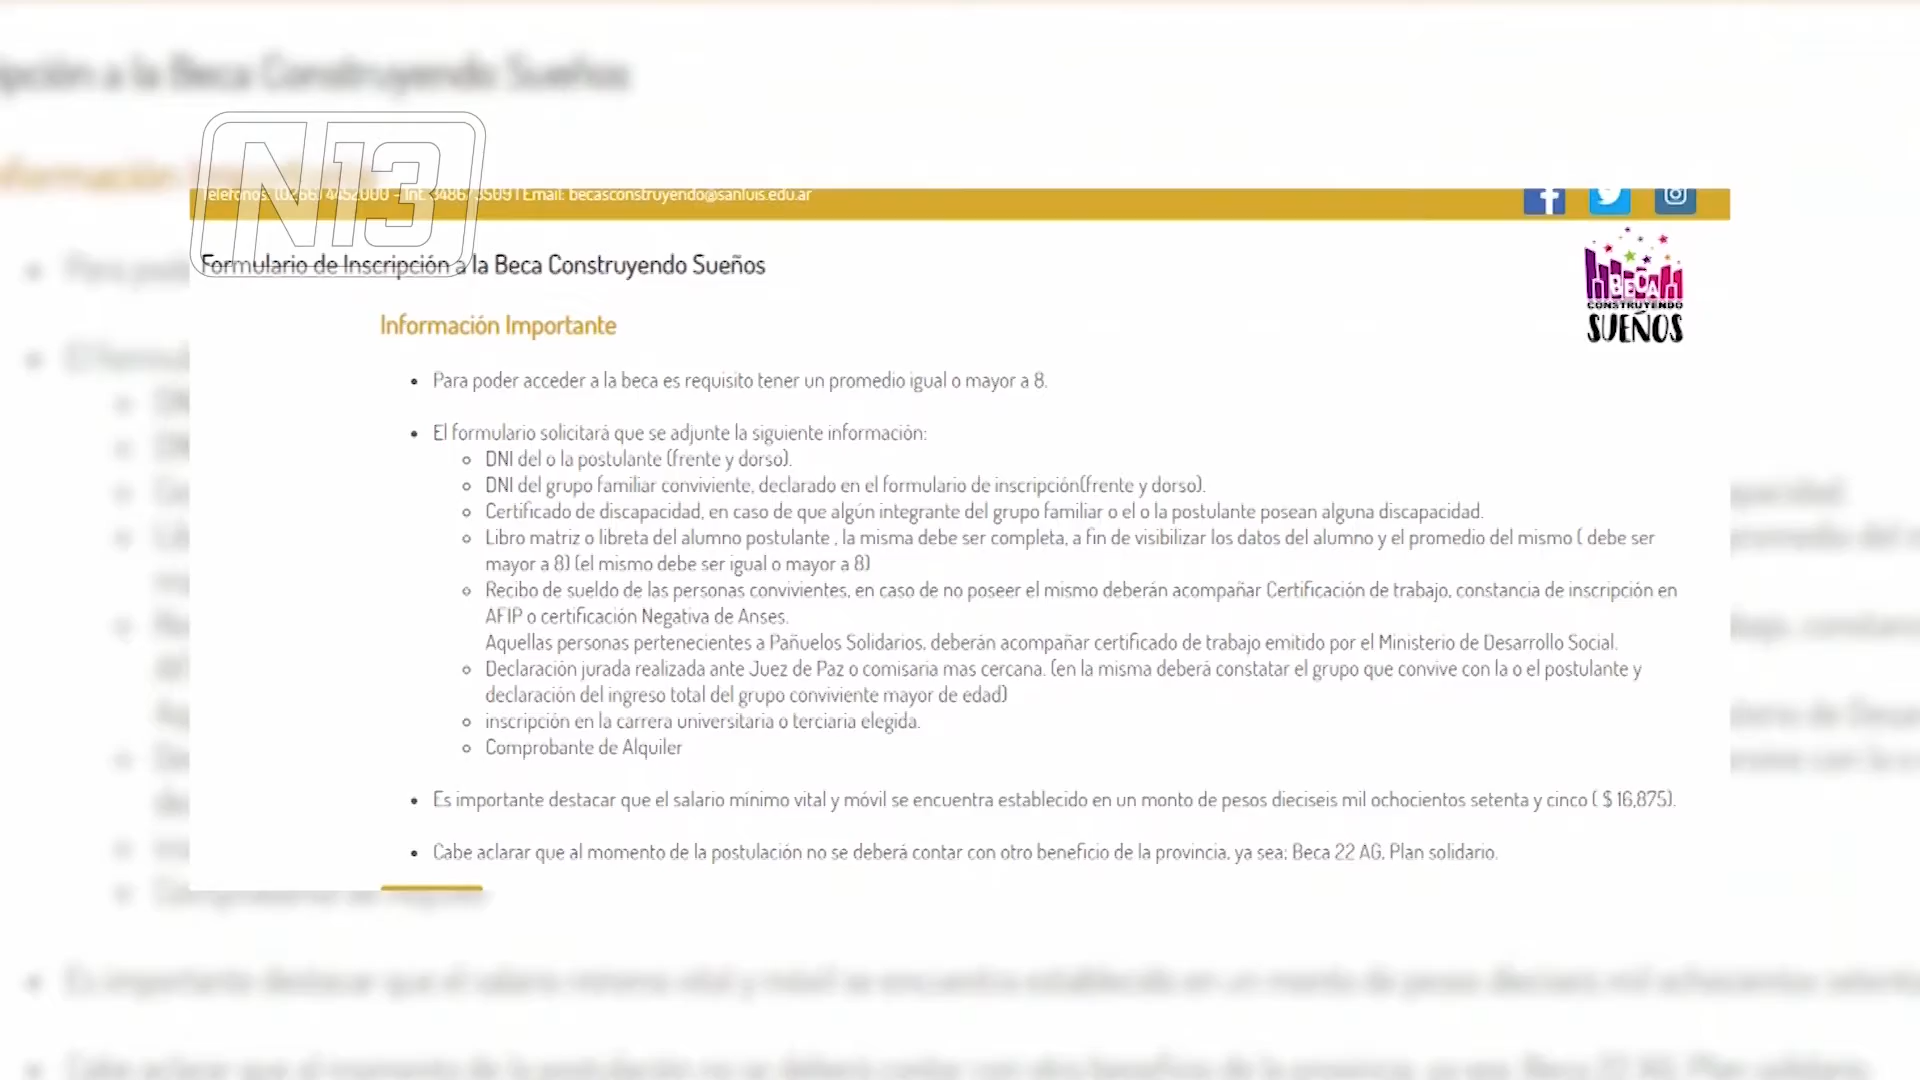 N13
Teléfonos: (0266) 4452000 - Int. 3486 / 3509 | Email: becasconstruyendo@sanluis.edu.ar
Formulario de Inscripción a la Beca Construyendo Sueños
BECA
CONSTRUYENDO
SUEÑOS
Información Importante
• Para poder acceder a la beca es requisito tener un promedio igual o mayor a 8.
• El formulario solicitará que se adjunte la siguiente información:
DNI del o la postulante (frente y dorso).
DNI del grupo familiar conviviente, declarado en el formulario de inscripción(frente y dorso).
Certificado de discapacidad, en caso de que algún integrante del grupo familiar o el o la postulante posean alguna discapacidad.
Libro matriz o libreta del alumno postulante , la misma debe ser completa, a fin de visibilizar los datos del alumno y el promedio del mismo ( debe ser
mayor a 8) (el mismo debe ser igual o mayor a 8)
Recibo de sueldo de las personas convivientes, en caso de no poseer el mismo deberán acompañar Certificación de trabajo, constancia de inscripción en
AFIP o certificación Negativa de Anses.
Aquellas personas pertenecientes a Pañuelos Solidarios, deberán acompañar certificado de trabajo emitido por el Ministerio de Desarrollo Social.
Declaración jurada realizada ante Juez de Paz o comisaria mas cercana. (en la misma deberá constatar el grupo que convive con la o el postulante y
declaración del ingreso total del grupo conviviente mayor de edad)
inscripción en la carrera universitaria o terciaria elegida.
Comprobante de Alquiler
• Es importante destacar que el salario mínimo vital y móvil se encuentra establecido en un monto de pesos dieciseis mil ochocientos setenta y cinco ( $ 16,875).
• Cabe aclarar que al momento de la postulación no se deberá contar con otro beneficio de la provincia, ya sea; Beca 22 AG, Plan solidario.